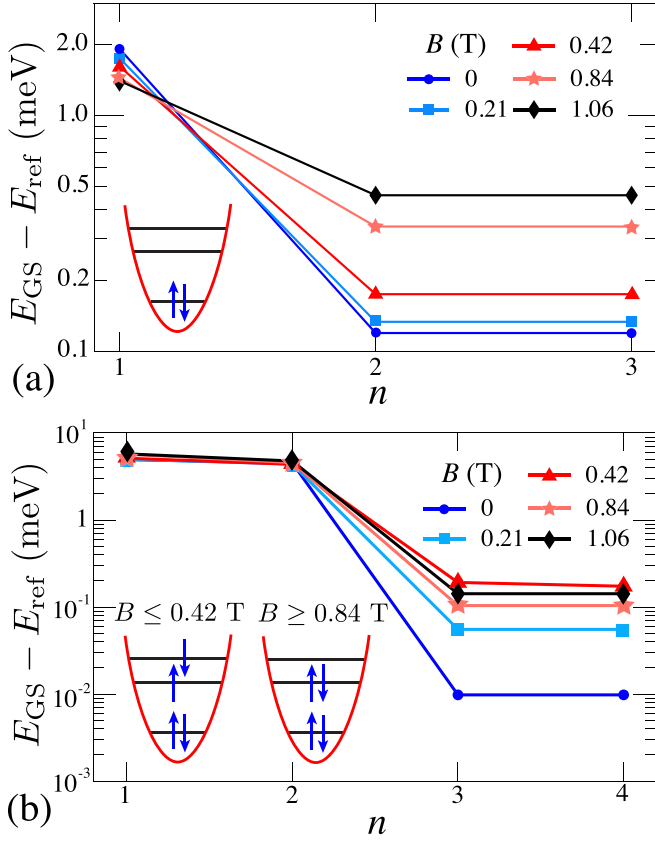 E_GS − E_ref (meV)
2.0
1.0
0.5
0.2
0.1
B (T)
0
0.21
0.42
0.84
1.06
1
2
3
n
(a)
E_GS − E_ref (meV)
10^1
1
10^-1
10^-2
10^-3
B (T)
0
0.21
0.42
0.84
1.06
B ≤ 0.42 T
B ≥ 0.84 T
1
2
3
4
n
(b)